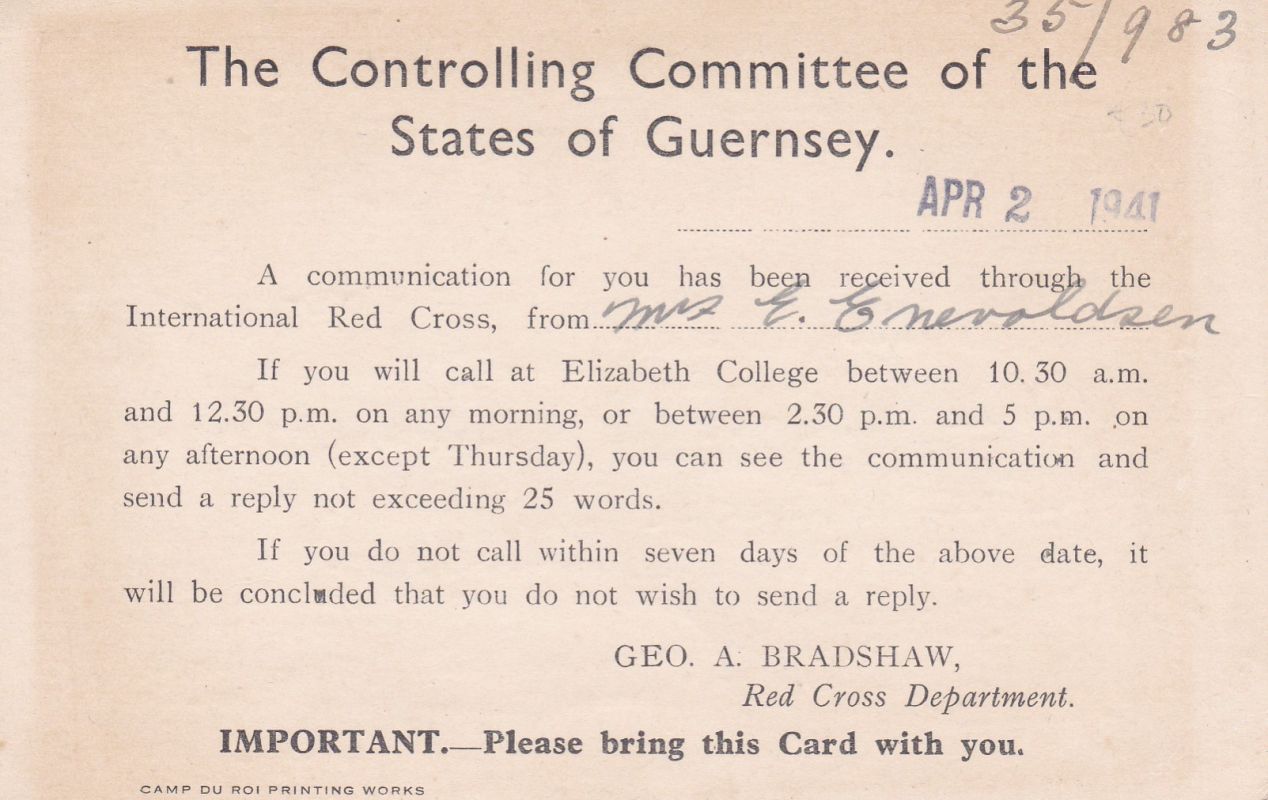 35/983
The Controlling Committee of the
States of Guernsey.
APR 2 1941
A communication for you has been received through the
International Red Cross, from Mrs E. Enevoldsen
If you will call at Elizabeth College between 10.30 a.m.
and 12.30 p.m. on any morning, or between 2.30 p.m. and 5 p.m. on
any afternoon (except Thursday), you can see the communication and
send a reply not exceeding 25 words.
If you do not call within seven days of the above date, it
will be concluded that you do not wish to send a reply.
GEO. A. BRADSHAW,
Red Cross Department.
IMPORTANT.—Please bring this Card with you.
CAMP DU ROI PRINTING WORKS